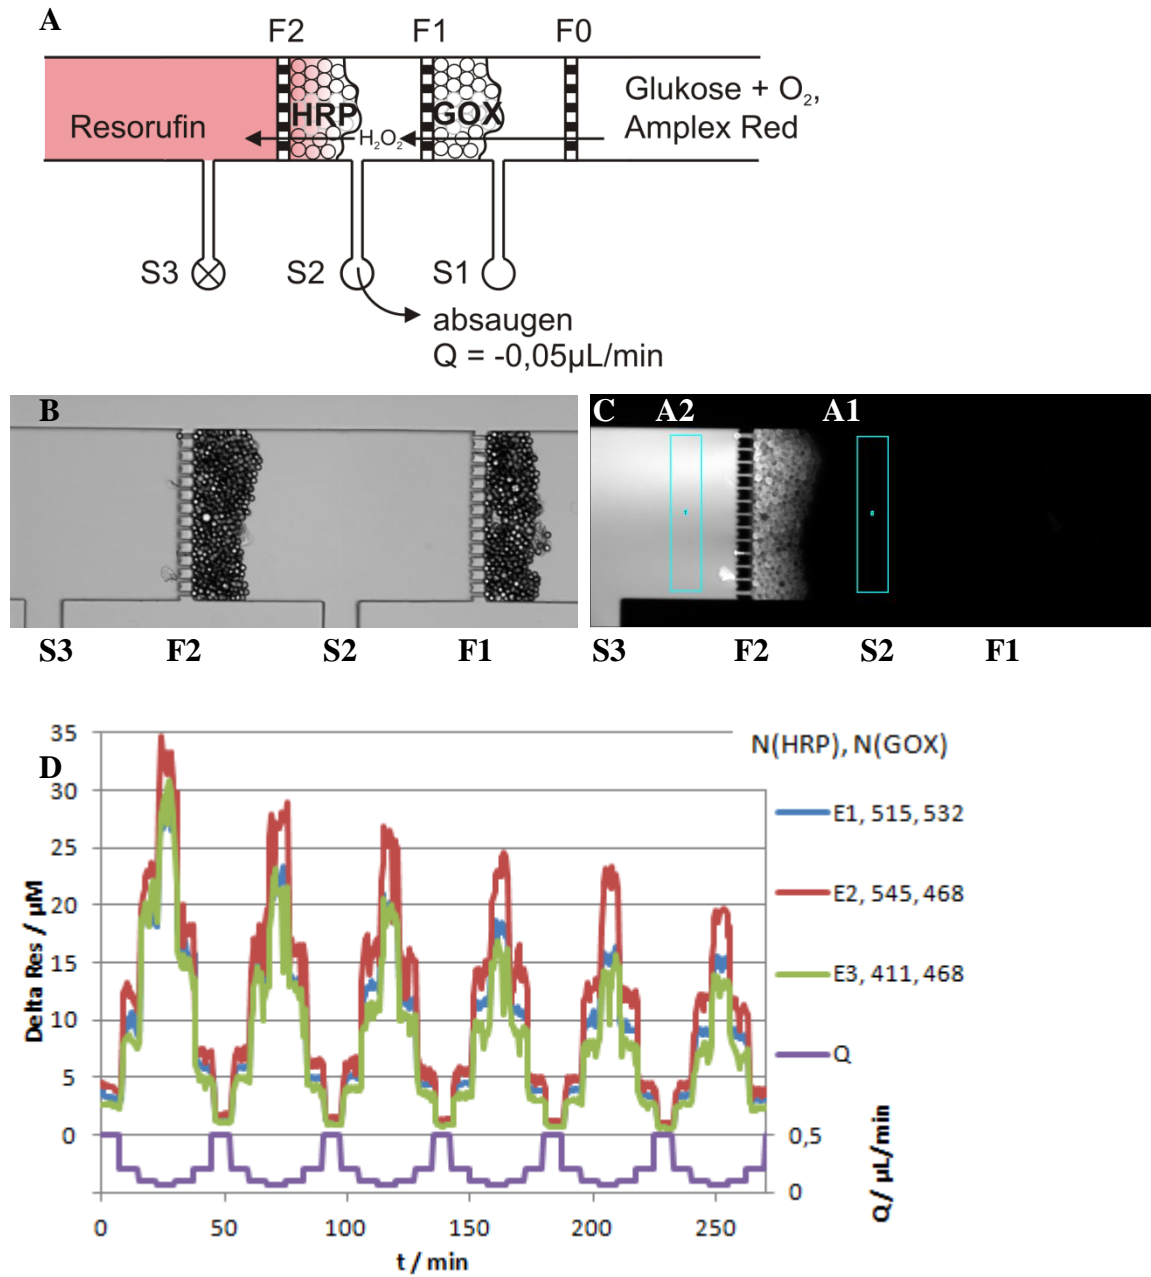 A
F2 F1 F0
Glukose + O2,
Amplex Red
Resorufin
HRP
H2O2
GOX
S3 S2 S1
absaugen
Q = -0,05µL/min
B
C A2 A1
1
S3 F2 S2 F1
S3 F2 S2 F1
D
N(HRP), N(GOX)
E1, 515, 532
E2, 545, 468
E3, 411, 468
Q
Delta Res / µM
35
30
25
20
15
10
5
0
0,5
0
Q/ µL/min
0 50 100 150 200 250
t / min